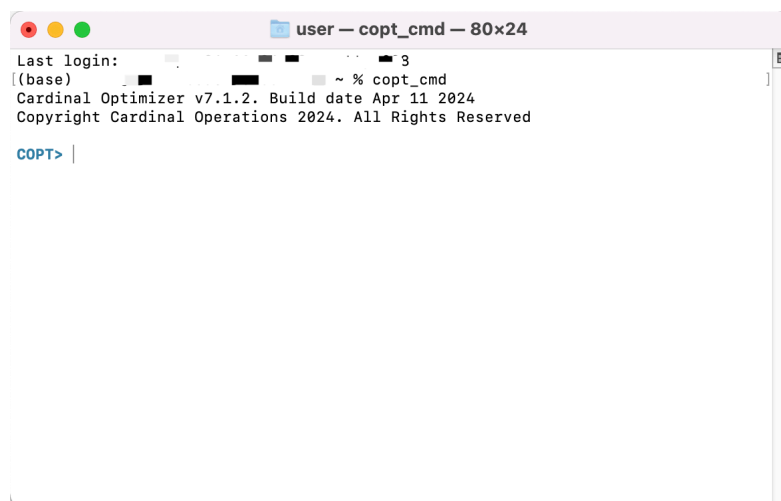 user — copt_cmd — 80×24
Last login: 3
[(base) ~ % copt_cmd ]
Cardinal Optimizer v7.1.2. Build date Apr 11 2024
Copyright Cardinal Operations 2024. All Rights Reserved
COPT>